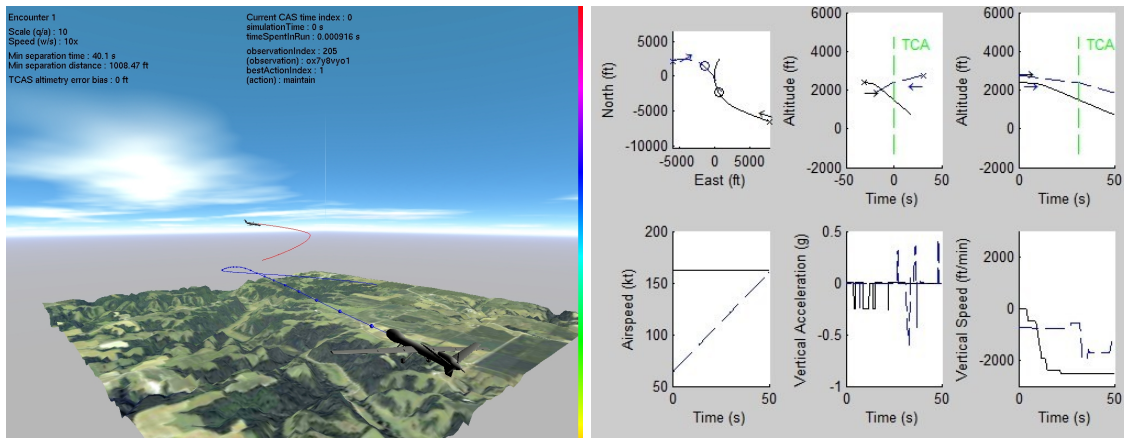 Encounter 1
Scale (q/a) : 10
Speed (w/s) : 10x
Min separation time : 40.1 s
Min separation distance : 1008.47 ft
TCAS altimetry error bias : 0 ft
Current CAS time index : 0
simulationTime : 0 s
timeSpentInRun : 0.000916 s
observationIndex : 205
(observation) : ox7y8vyo1
bestActionIndex : 1
(action) : maintain
North (ft)
5000
0
-5000
-10000
-5000 0 5000
East (ft)
Altitude (ft)
6000
4000
2000
0
-2000
TCA
-50 0 50
Time (s)
Altitude (ft)
6000
4000
2000
0
-2000
TCA
0 50
Time (s)
Airspeed (kt)
200
150
100
50
0 50
Time (s)
Vertical Acceleration (g)
0.5
0
-0.5
-1
0 50
Time (s)
Vertical Speed (ft/min)
2000
0
-2000
0 50
Time (s)